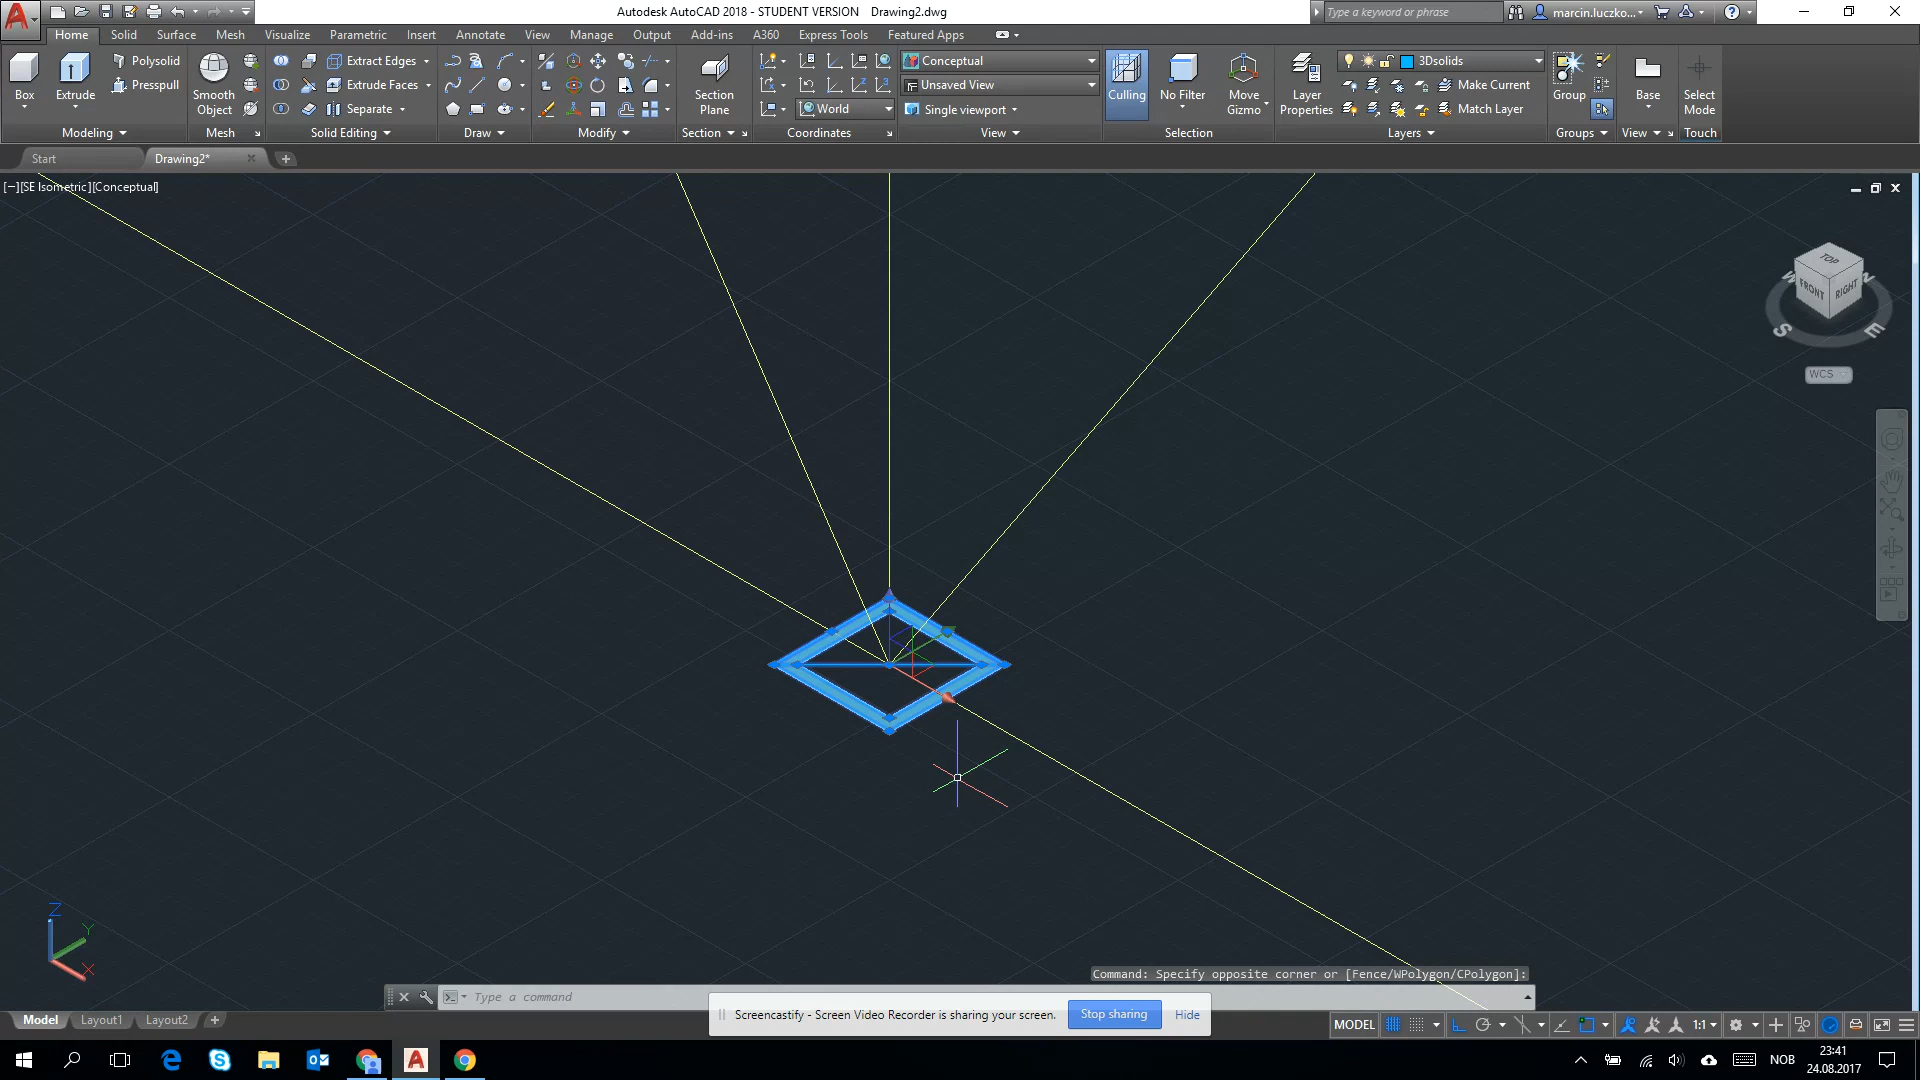 Autodesk AutoCAD 2018 - STUDENT VERSION Drawing2.dwg
Type a keyword or phrase
marcin.luczko...
Home Solid Surface Mesh Visualize Parametric Insert Annotate View Manage Output Add-ins A360 Express Tools Featured Apps
Box
Extrude
Polysolid
Presspull
Smooth Object
Extract Edges
Extrude Faces
Separate
Section Plane
World
Conceptual
Unsaved View
Single viewport
Culling
No Filter
Move Gizmo
Layer Properties
3Dsolids
Make Current
Match Layer
Group
Base
Select Mode
Modeling Mesh Solid Editing Draw Modify Section Coordinates View Selection Layers Groups View Touch
Start Drawing2*
[−][SE Isometric][Conceptual]
TOP
FRONT
RIGHT
W
N
S
E
WCS
Z
Y
X
Command: Specify opposite corner or [Fence/WPolygon/CPolygon]:
Type a command
Screencastify - Screen Video Recorder is sharing your screen. Stop sharing Hide
Model Layout1 Layout2
MODEL
1:1
NOB
23:41
24.08.2017